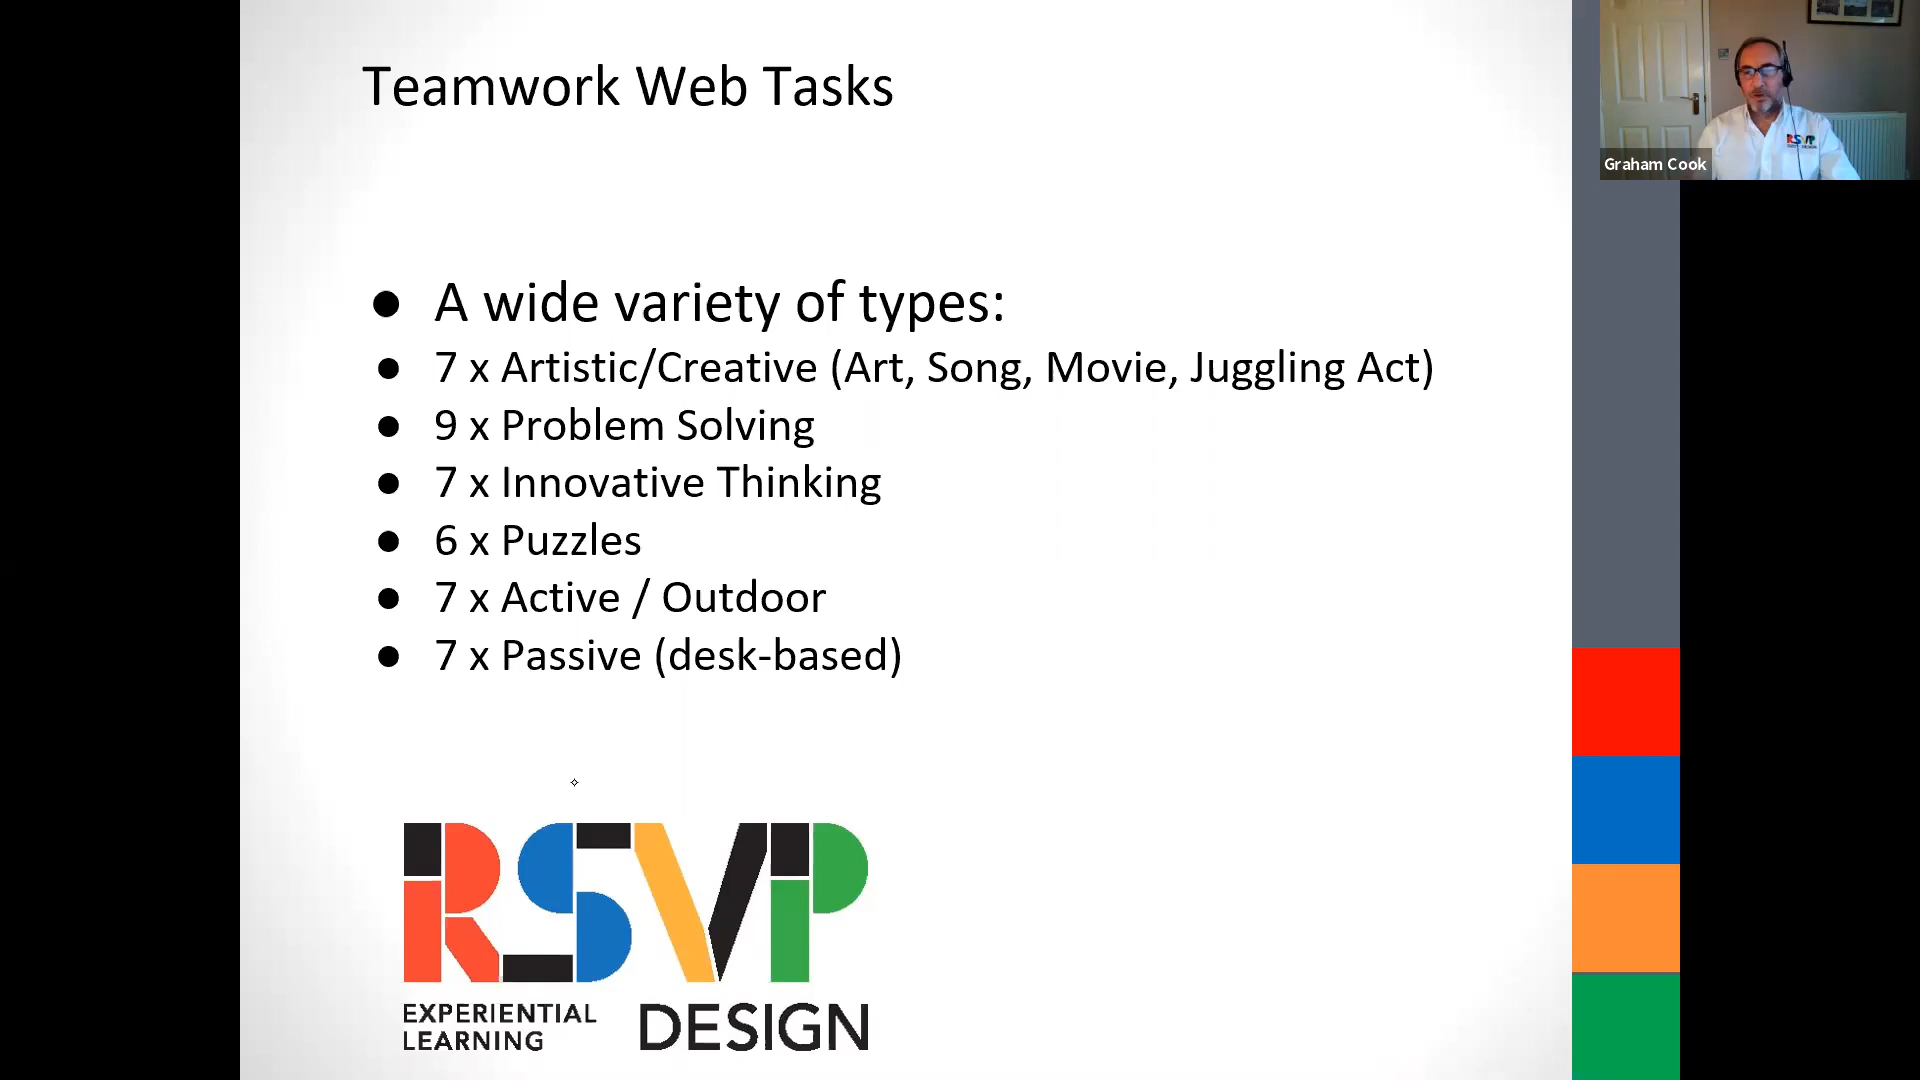 Teamwork Web Tasks
Graham Cook
RSVP
● A wide variety of types:
● 7 x Artistic/Creative (Art, Song, Movie, Juggling Act)
● 9 x Problem Solving
● 7 x Innovative Thinking
● 6 x Puzzles
● 7 x Active / Outdoor
● 7 x Passive (desk-based)
RSVP
EXPERIENTIAL
LEARNING
DESIGN